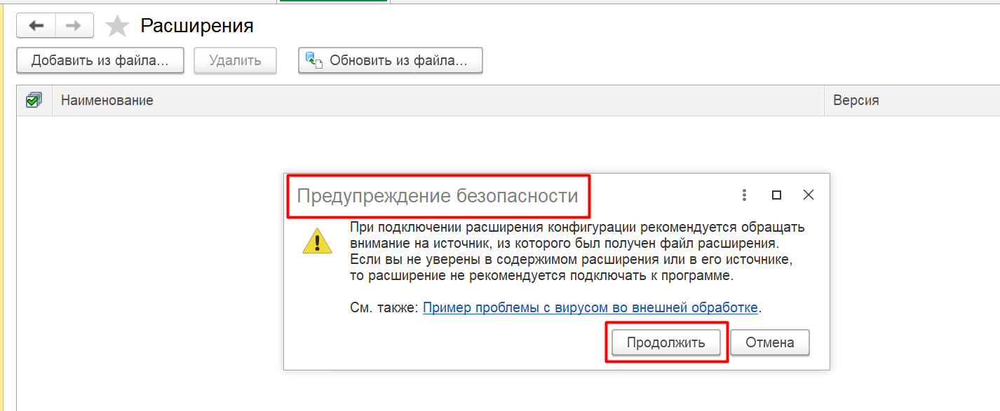 Расширения
Добавить из файла...
Удалить
Обновить из файла...
Наименование
Версия
Предупреждение безопасности
При подключении расширения конфигурации рекомендуется обращать
внимание на источник, из которого был получен файл расширения.
Если вы не уверены в содержимом расширения или в его источнике,
то расширение не рекомендуется подключать к программе.
См. также: Пример проблемы с вирусом во внешней обработке.
Продолжить
Отмена